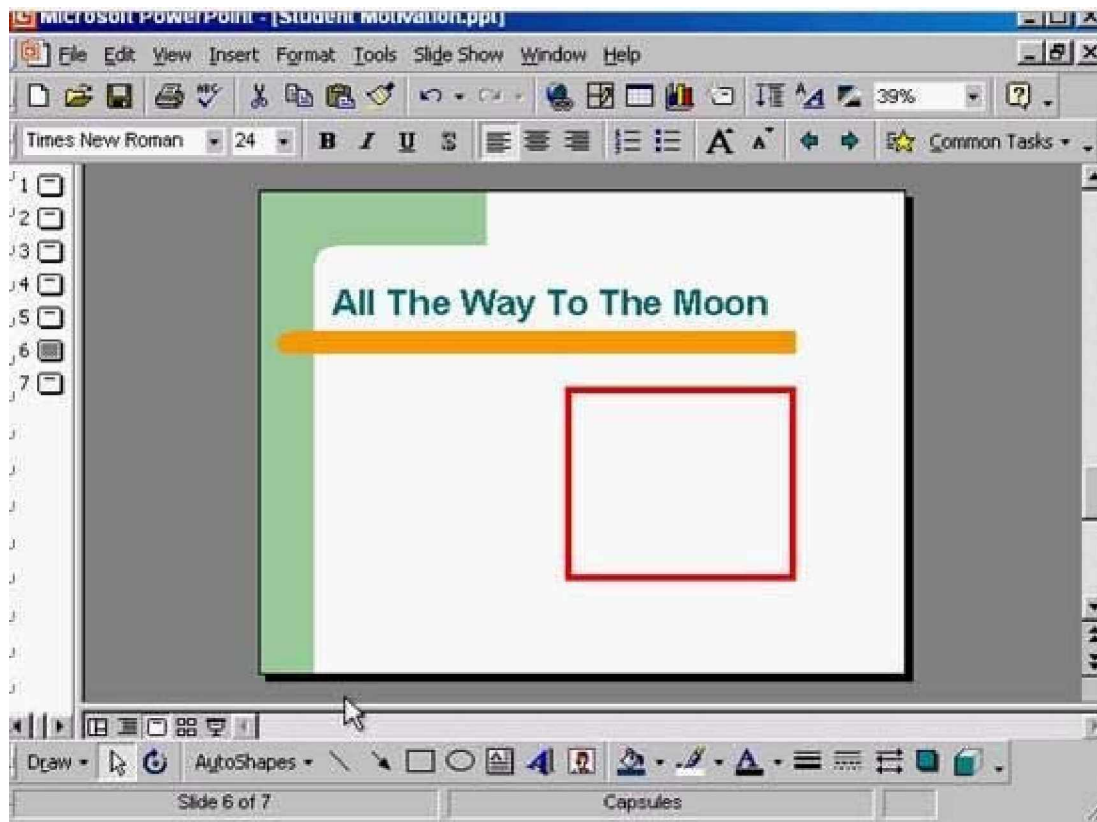 Microsoft PowerPoint - [Student Motivation.ppt]
File Edit View Insert Format Tools Slide Show Window Help
ABC 39%
Times New Roman 24 B I U S A A Common Tasks
1
2
3
4
5
6
7
All The Way To The Moon
Draw AutoShapes
Slide 6 of 7 Capsules